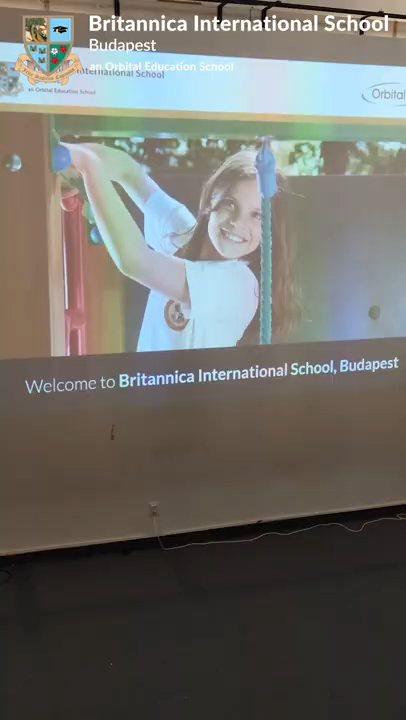 Britannica International School
Budapest
an Orbital Education School
International School
an Orbital Education School
Orbital
Welcome to Britannica International School, Budapest